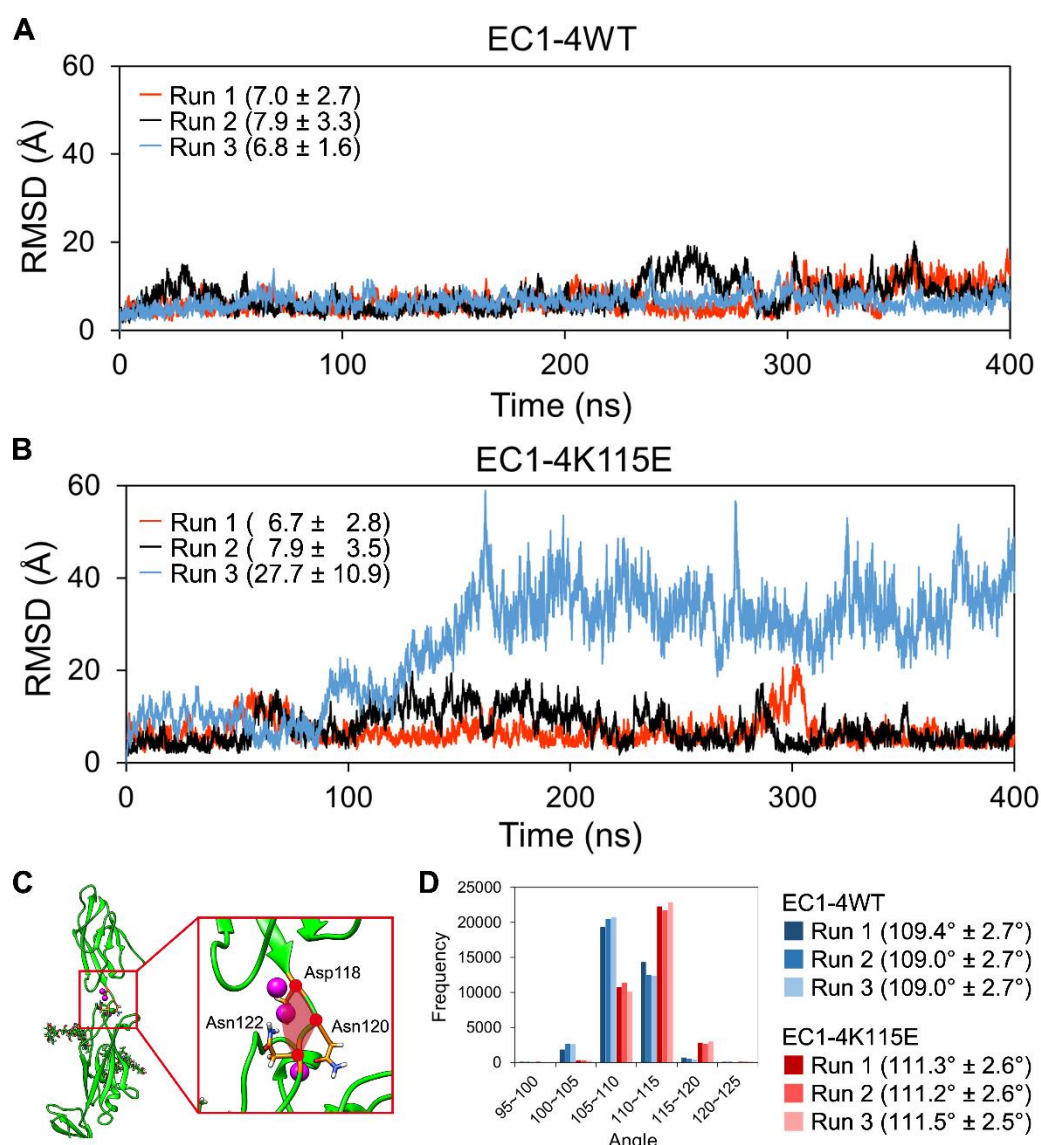 A
EC1-4WT
60
40
20
0
RMSD (Å)
Run 1 (7.0 ± 2.7)
Run 2 (7.9 ± 3.3)
Run 3 (6.8 ± 1.6)
0 100 200 300 400
Time (ns)
B
EC1-4K115E
60
40
20
0
RMSD (Å)
Run 1 ( 6.7 ± 2.8)
Run 2 ( 7.9 ± 3.5)
Run 3 (27.7 ± 10.9)
0 100 200 300 400
Time (ns)
C
Asp118
Asn122
Asn120
D
25000
20000
15000
10000
5000
0
Frequency
95~100
100~105
105~110
110~115
115~120
120~125
Angle
EC1-4WT
Run 1 (109.4° ± 2.7°)
Run 2 (109.0° ± 2.7°)
Run 3 (109.0° ± 2.7°)
EC1-4K115E
Run 1 (111.3° ± 2.6°)
Run 2 (111.2° ± 2.6°)
Run 3 (111.5° ± 2.5°)